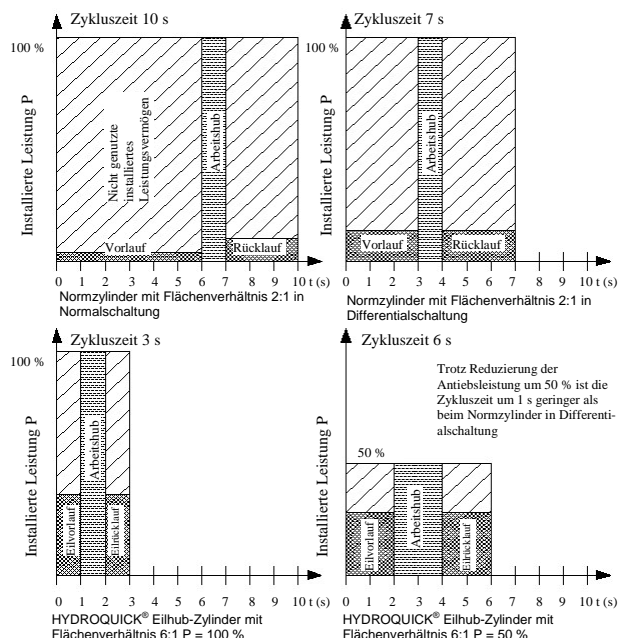 Zykluszeit 10 s
100 %
Installierte Leistung P
Nicht genutzte
installiertes
Leistungsvermögen
Arbeitshub
Vorlauf
Rücklauf
0 1 2 3 4 5 6 7 8 9 10 t (s)
Normzylinder mit Flächenverhältnis 2:1 in
Normalschaltung
Zykluszeit 7 s
100 %
Installierte Leistung P
Arbeitshub
Vorlauf
Rücklauf
0 1 2 3 4 5 6 7 8 9 10 t (s)
Normzylinder mit Flächenverhältnis 2:1 in
Differentialschaltung
Zykluszeit 3 s
100 %
Installierte Leistung P
Eilvorlauf
Arbeitshub
Eilrücklauf
0 1 2 3 4 5 6 7 8 9 10 t (s)
HYDROQUICK® Eilhub-Zylinder mit
Flächenverhältnis 6:1 P = 100 %
Zykluszeit 6 s
Trotz Reduzierung der
Antiebsleistung um 50 % ist die
Zykluszeit um 1 s geringer als
beim Normzylinder in Differenti-
alschaltung
50 %
Installierte Leistung P
Eilvorlauf
Arbeitshub
Eilrücklauf
0 1 2 3 4 5 6 7 8 9 10 t (s)
HYDROQUICK® Eilhub-Zylinder mit
Flächenverhältnis 6:1 P = 50 %